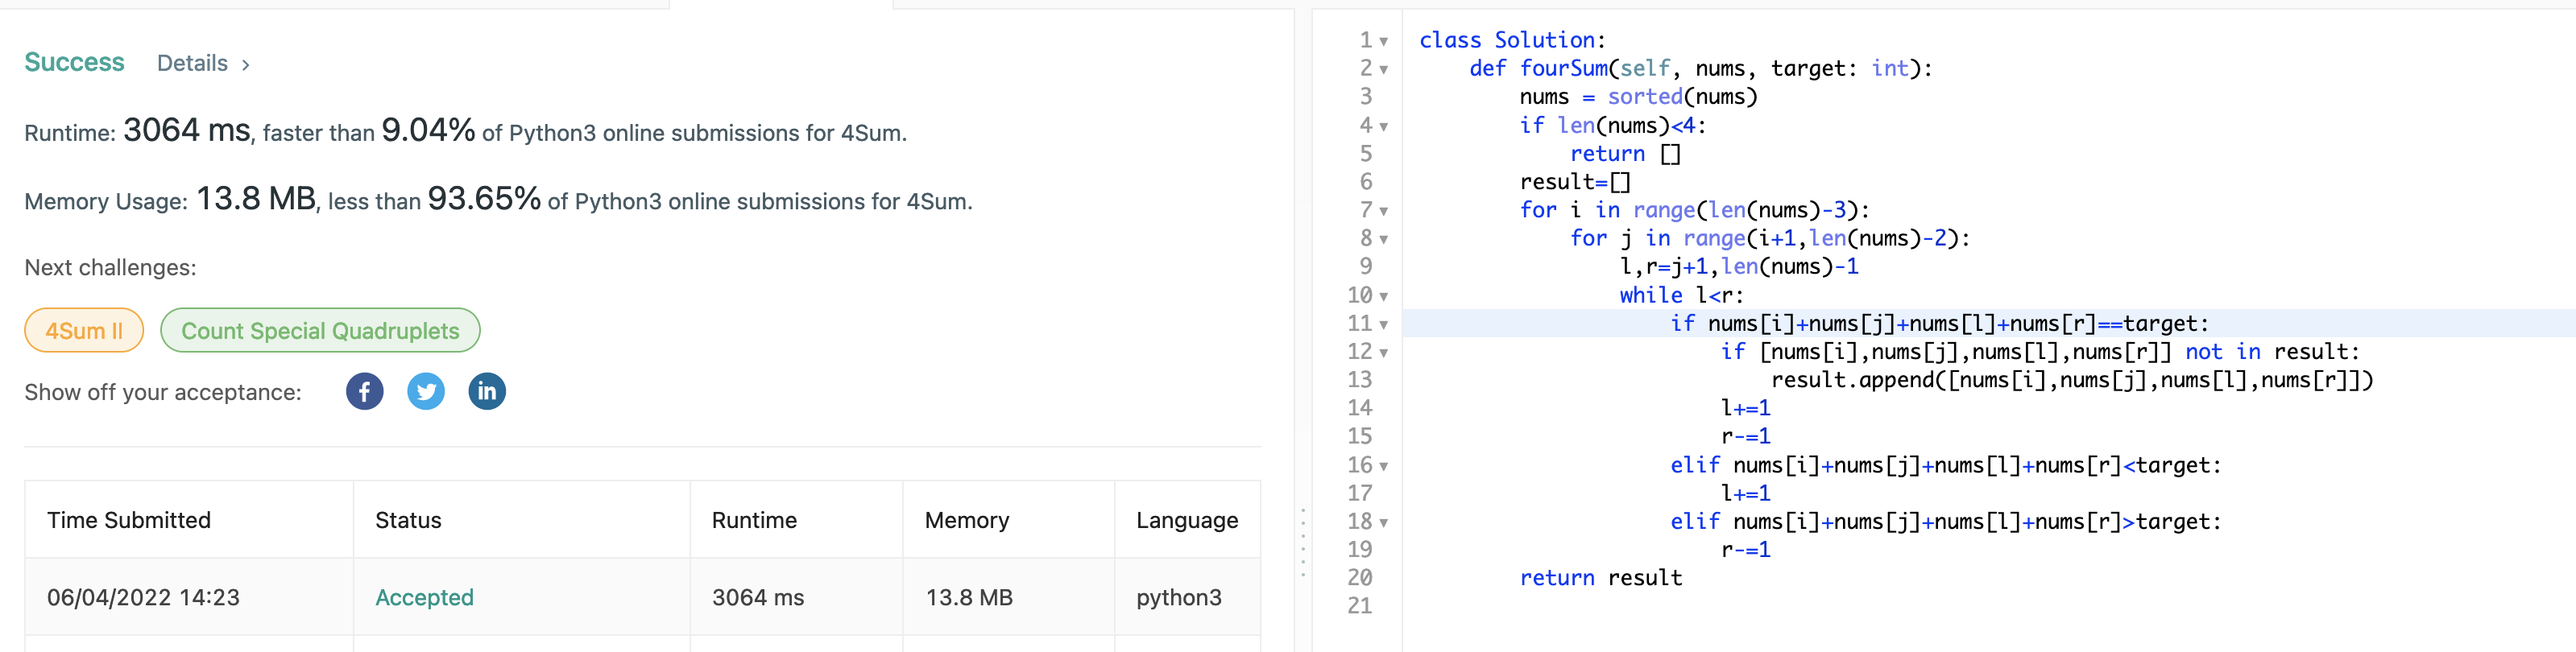 Success Details >
Runtime: 3064 ms, faster than 9.04% of Python3 online submissions for 4Sum.
Memory Usage: 13.8 MB, less than 93.65% of Python3 online submissions for 4Sum.
Next challenges:
4Sum II Count Special Quadruplets
Show off your acceptance: f in
Time Submitted Status Runtime Memory Language
06/04/2022 14:23 Accepted 3064 ms 13.8 MB python3
1 class Solution:
2     def fourSum(self, nums, target: int):
3         nums = sorted(nums)
4         if len(nums)<4:
5             return []
6         result=[]
7         for i in range(len(nums)-3):
8             for j in range(i+1,len(nums)-2):
9                 l,r=j+1,len(nums)-1
10                 while l<r:
11                     if nums[i]+nums[j]+nums[l]+nums[r]==target:
12                         if [nums[i],nums[j],nums[l],nums[r]] not in result:
13                             result.append([nums[i],nums[j],nums[l],nums[r]])
14                         l+=1
15                         r-=1
16                     elif nums[i]+nums[j]+nums[l]+nums[r]<target:
17                         l+=1
18                     elif nums[i]+nums[j]+nums[l]+nums[r]>target:
19                         r-=1
20         return result
21